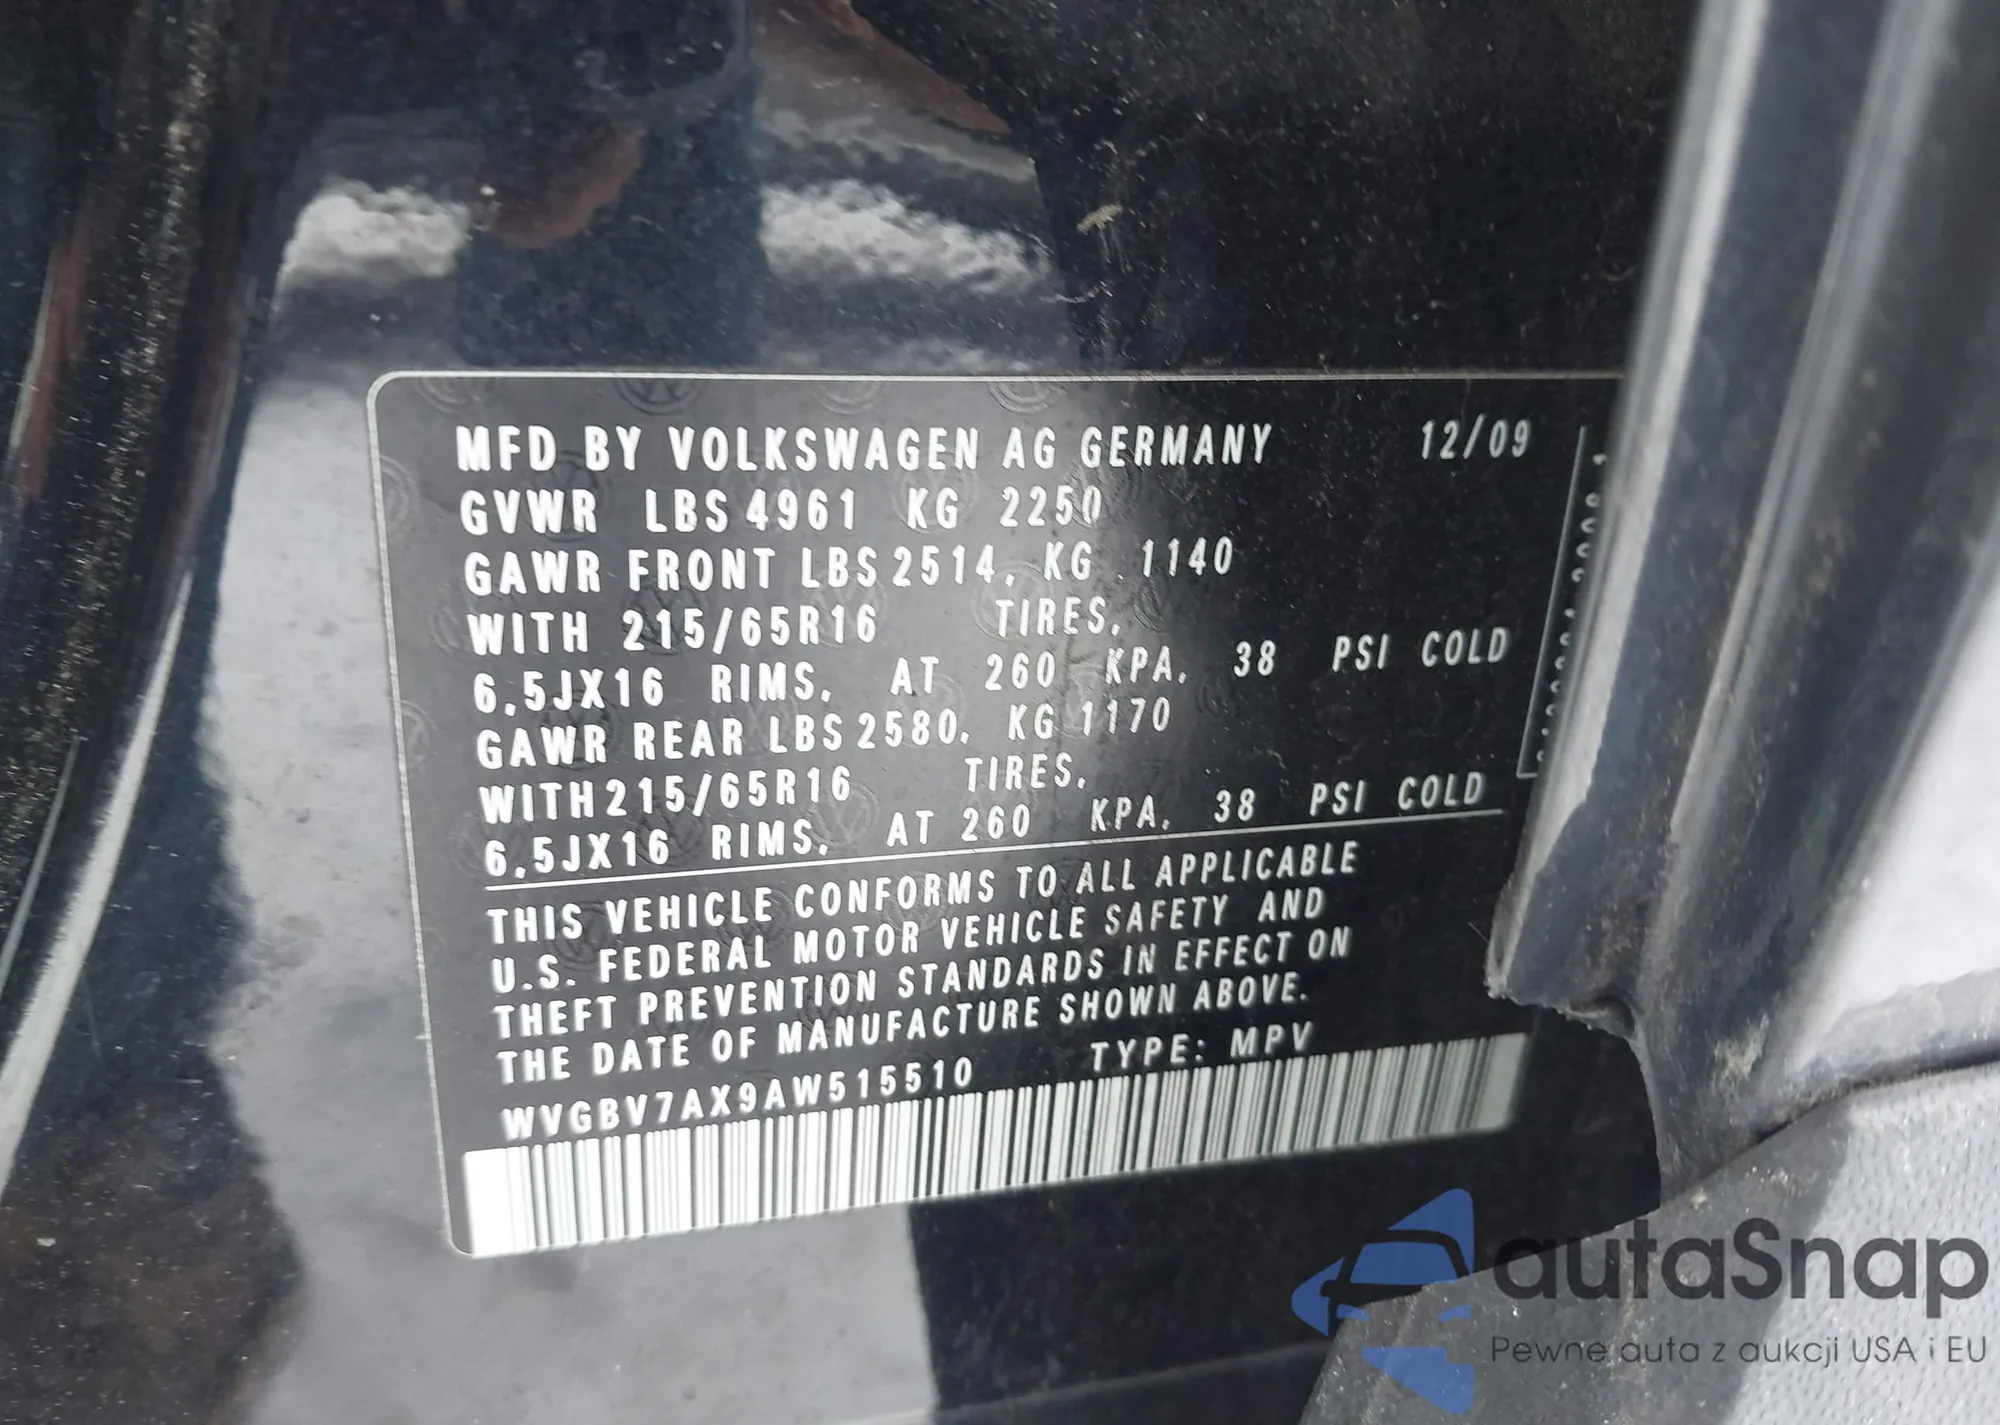 MFD BY VOLKSWAGEN AG GERMANY 12/09
GVWR LBS 4961 KG 2250
GAWR FRONT LBS 2514, KG 1140
WITH 215/65R16 TIRES,
6.5JX16 RIMS, AT 260 KPA, 38 PSI COLD
GAWR REAR LBS 2580, KG 1170
WITH 215/65R16 TIRES,
6.5JX16 RIMS, AT 260 KPA, 38 PSI COLD
THIS VEHICLE CONFORMS TO ALL APPLICABLE
U.S. FEDERAL MOTOR VEHICLE SAFETY AND
THEFT PREVENTION STANDARDS IN EFFECT ON
THE DATE OF MANUFACTURE SHOWN ABOVE.
WVGBV7AX9AW515510 TYPE: MPV
autaSnap
Pewne auta z aukcji USA i EU